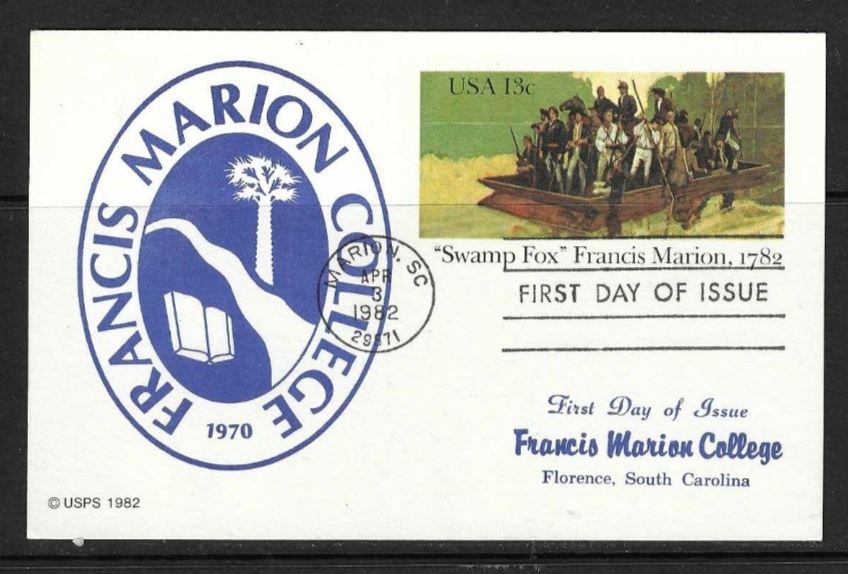 FRANCIS MARION COLLEGE
1970
© USPS 1982
USA 13c
"Swamp Fox" Francis Marion, 1782
MARION, SC
APR
3
1982
29571
FIRST DAY OF ISSUE
First Day of Issue
Francis Marion College
Florence, South Carolina